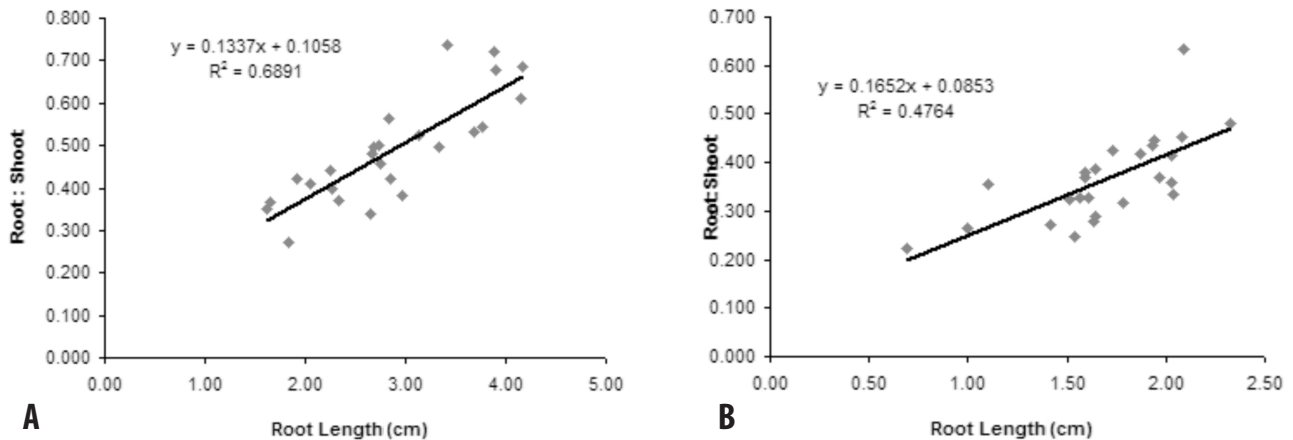 0.800
0.700
0.600
0.500
0.400
0.300
0.200
0.100
0.000
Root : Shoot
y = 0.1337x + 0.1058
R² = 0.6891
0.00 1.00 2.00 3.00 4.00 5.00
Root Length (cm)
A
0.700
0.600
0.500
0.400
0.300
0.200
0.100
0.000
Root: Shoot
y = 0.1652x + 0.0853
R² = 0.4764
0.00 0.50 1.00 1.50 2.00 2.50
Root Length (cm)
B